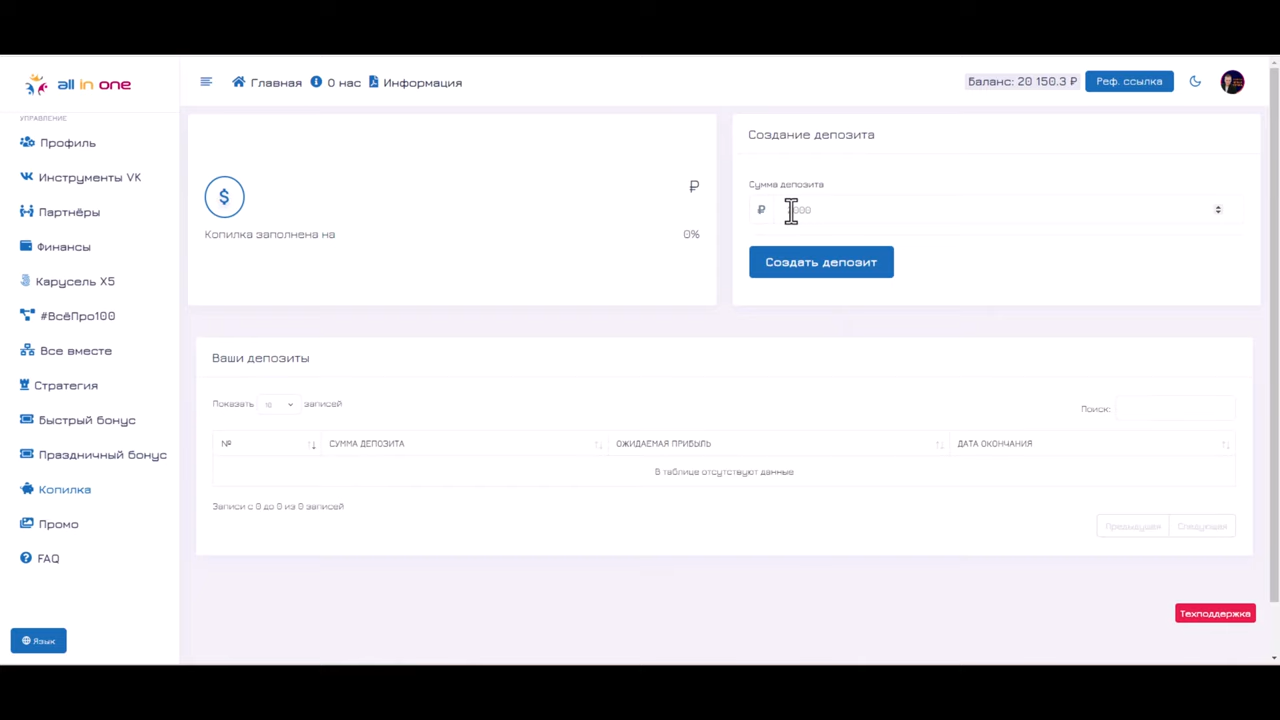 all in one
Главная О нас Информация
Баланс: 20 150.3 ₽ Реф. ссылка
УПРАВЛЕНИЕ
Профиль
Инструменты VK
Партнёры
Финансы
Карусель X5
#ВсёПро100
Все вместе
Стратегия
Быстрый бонус
Праздничный бонус
Копилка
Промо
FAQ
Язык
$ ₽
Копилка заполнена на 0%
Создание депозита
Сумма депозита
₽
Создать депозит
Ваши депозиты
Показать 10 записей
Поиск:
№ СУММА ДЕПОЗИТА ОЖИДАЕМАЯ ПРИБЫЛЬ ДАТА ОКОНЧАНИЯ
В таблице отсутствуют данные
Записи с 0 до 0 из 0 записей
Предыдущая Следующая
Техподдержка